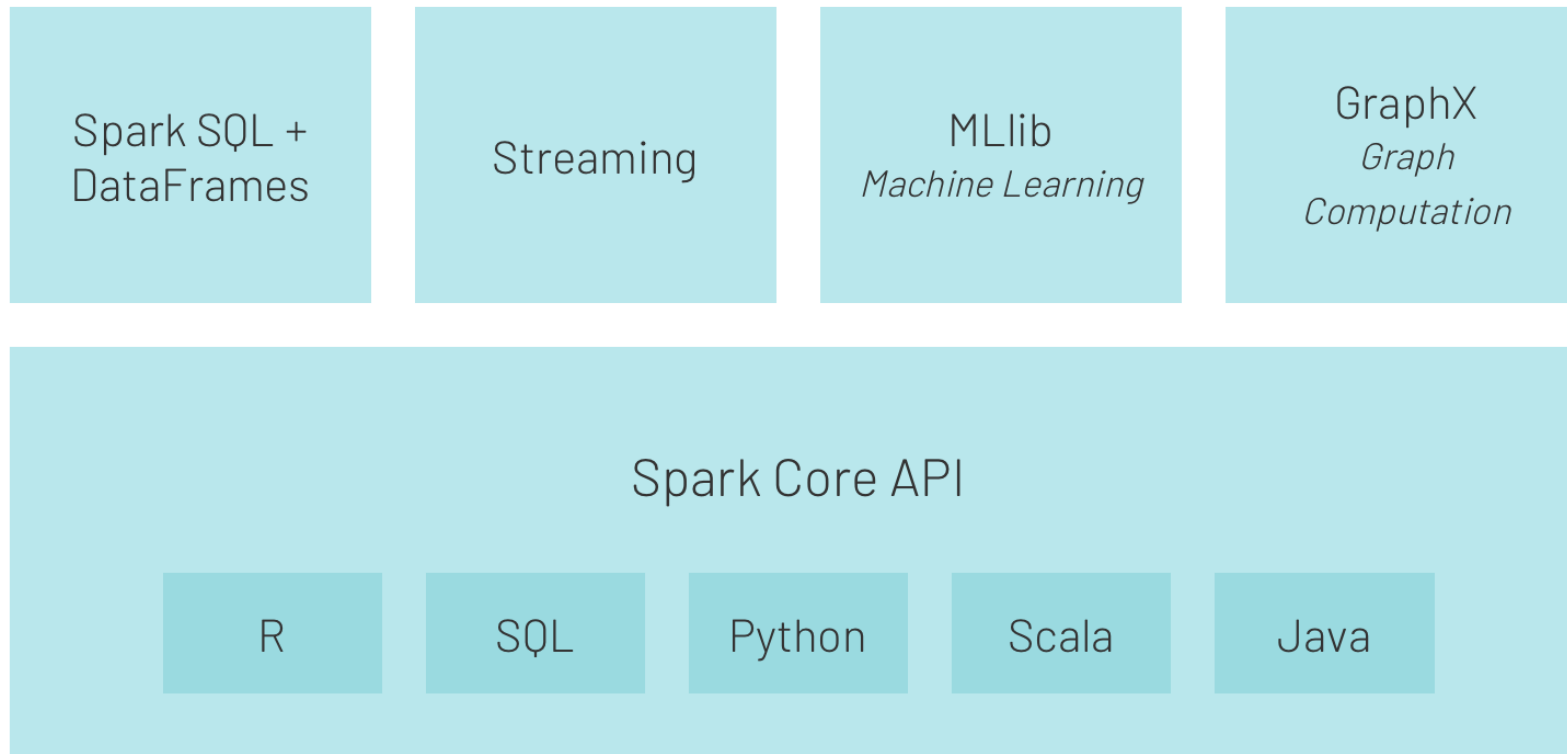 Spark SQL +
DataFrames
Streaming
MLlib
Machine Learning
GraphX
Graph
Computation
Spark Core API
R
SQL
Python
Scala
Java